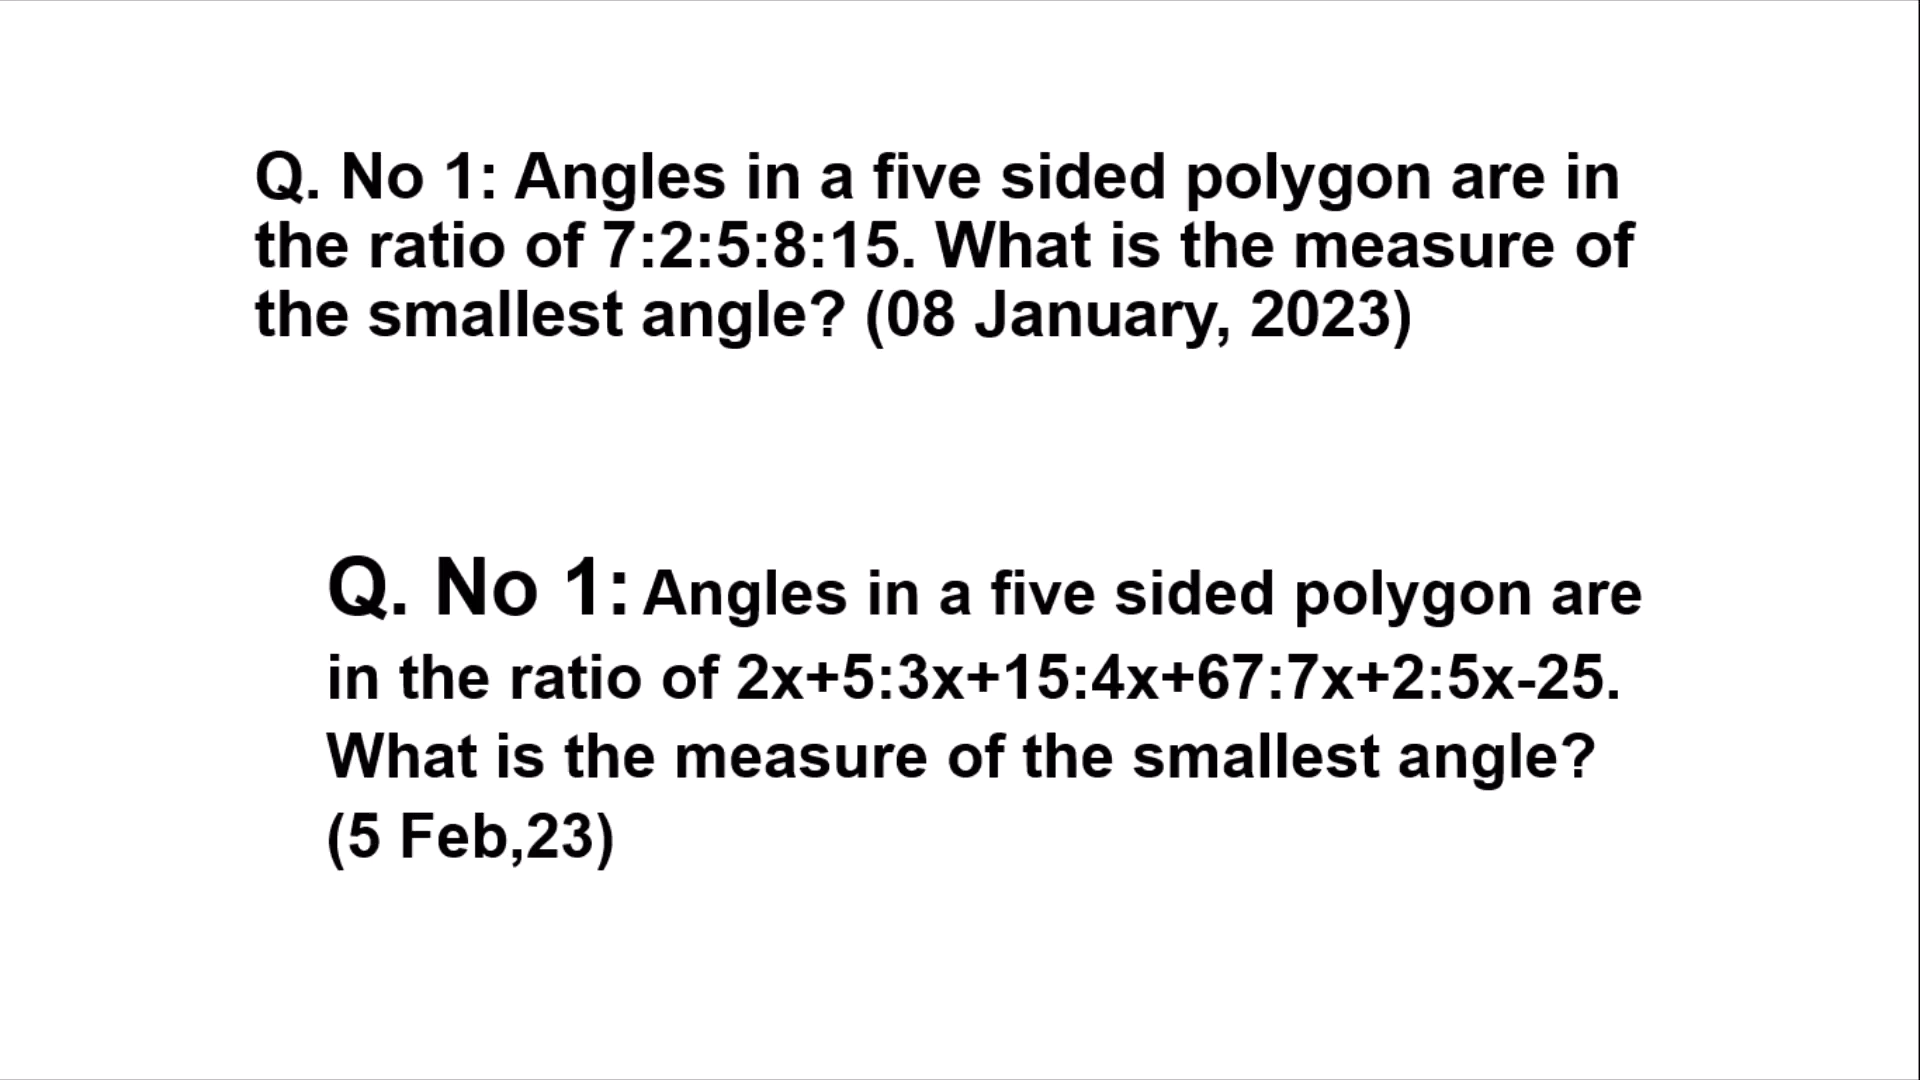 Q. No 1: Angles in a five sided polygon are in
the ratio of 7:2:5:8:15. What is the measure of
the smallest angle? (08 January, 2023)
Q. No 1: Angles in a five sided polygon are
in the ratio of 2x+5:3x+15:4x+67:7x+2:5x-25.
What is the measure of the smallest angle?
(5 Feb,23)